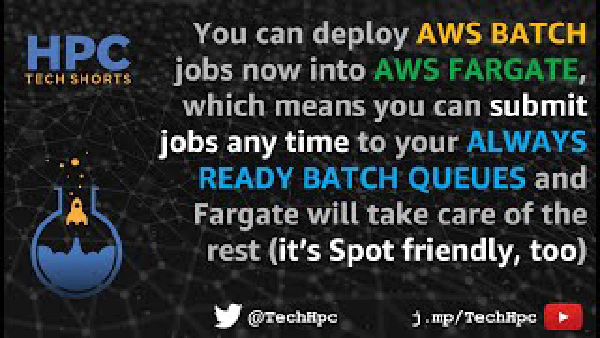 HPC
TECH SHORTS
You can deploy AWS BATCH
jobs now into AWS FARGATE,
which means you can submit
jobs any time to your ALWAYS
READY BATCH QUEUES and
Fargate will take care of the
rest (it's Spot friendly, too)
@TechHpc
j.mp/TechHpc